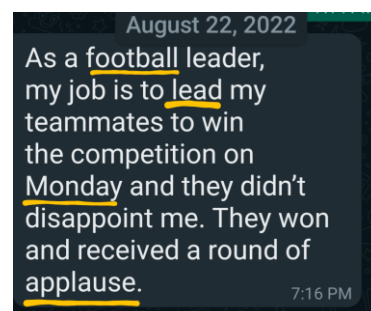 August 22, 2022
As a football leader,
my job is to lead my
teammates to win
the competition on
Monday and they didn’t
disappoint me. They won
and received a round of
applause.
7:16 PM